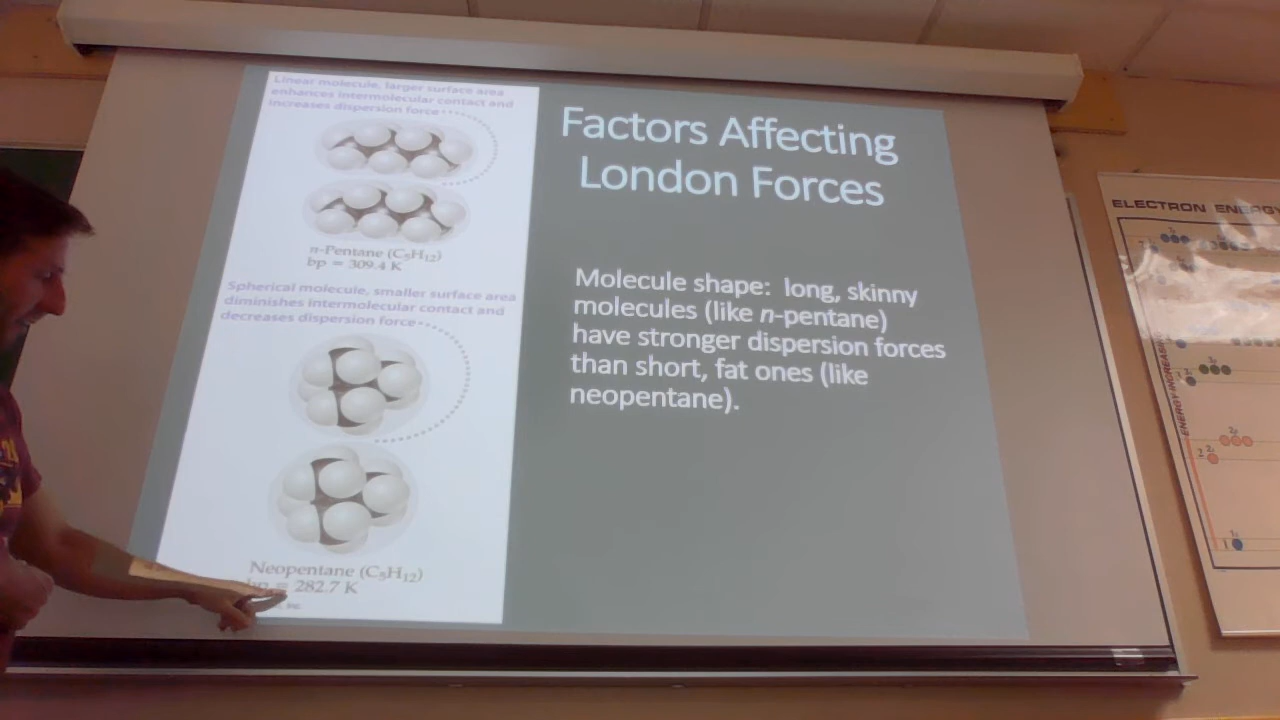 Linear molecule, larger surface area
enhances intermolecular contact and
increases dispersion force
n-Pentane (C₅H₁₂)
bp = 309.4 K
Spherical molecule, smaller surface area
diminishes intermolecular contact and
decreases dispersion force
Neopentane (C₅H₁₂)
= 282.7 K
Factors Affecting
London Forces
Molecule shape: long, skinny
molecules (like n-pentane)
have stronger dispersion forces
than short, fat ones (like
neopentane).
ELECTRON ENERGY